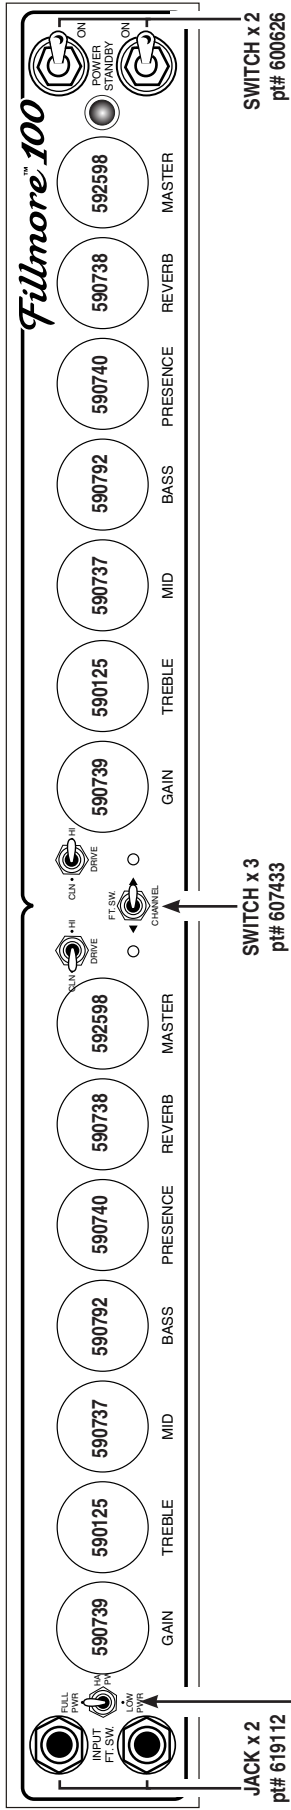 Fillmore™ 100
JACK x 2
pt# 619112
INPUT
FT. SW.
FULL
PWR
HA
PW
LOW
PWR
590739
GAIN
590125
TREBLE
590737
MID
590792
BASS
590740
PRESENCE
590738
REVERB
592598
MASTER
CLN • HI
DRIVE
FT. SW.
CHANNEL
SWITCH x 3
pt# 607433
CLN • HI
DRIVE
590739
GAIN
590125
TREBLE
590737
MID
590792
BASS
590740
PRESENCE
590738
REVERB
592598
MASTER
POWER
STANDBY
ON
ON
SWITCH x 2
pt# 600626